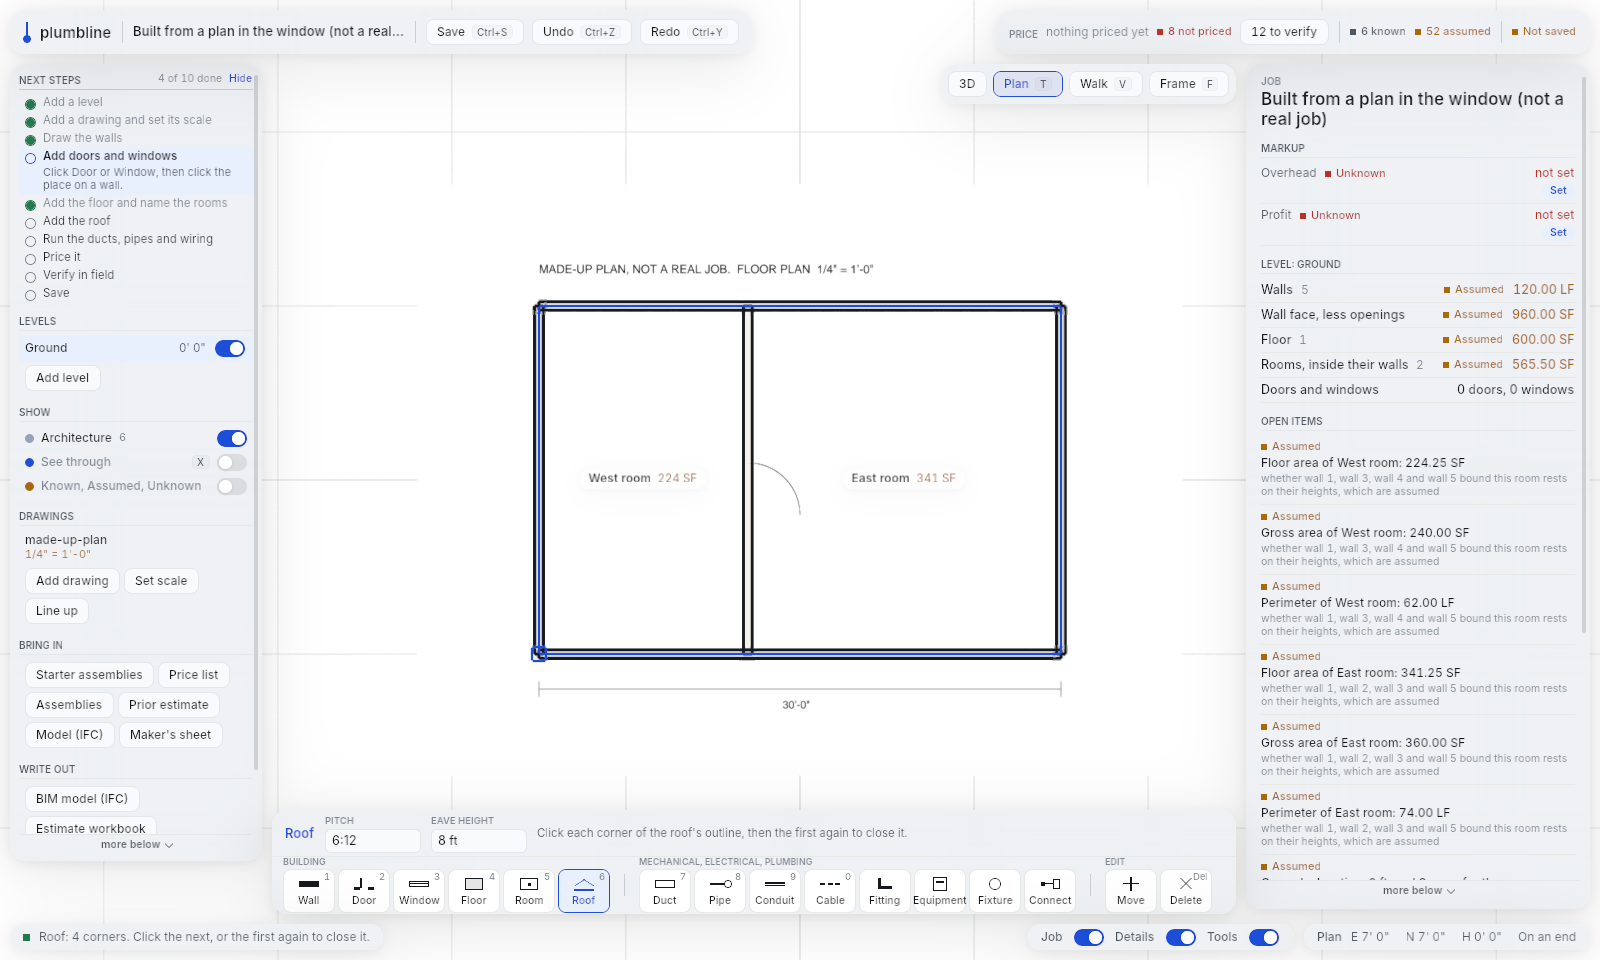 plumbline
Built from a plan in the window (not a real...
Save Ctrl+S
Undo Ctrl+Z
Redo Ctrl+Y
PRICE nothing priced yet 8 not priced 12 to verify 6 known 52 assumed Not saved
3D
Plan T
Walk V
Frame F
NEXT STEPS 4 of 10 done Hide
Add a level
Add a drawing and set its scale
Draw the walls
Add doors and windows
Click Door or Window, then click the
place on a wall.
Add the floor and name the rooms
Add the roof
Run the ducts, pipes and wiring
Price it
Verify in field
Save
LEVELS
Ground 0' 0"
Add level
SHOW
Architecture 6
See through X
Known, Assumed, Unknown
DRAWINGS
made-up-plan
1/4" = 1'-0"
Add drawing Set scale
Line up
BRING IN
Starter assemblies Price list
Assemblies Prior estimate
Model (IFC) Maker's sheet
WRITE OUT
BIM model (IFC)
Estimate workbook
more below
MADE-UP PLAN, NOT A REAL JOB. FLOOR PLAN 1/4" = 1'-0"
West room 224 SF
East room 341 SF
30'-0"
JOB
Built from a plan in the window (not a
real job)
MARKUP
Overhead Unknown not set
Set
Profit Unknown not set
Set
LEVEL: GROUND
Walls 5 Assumed 120.00 LF
Wall face, less openings Assumed 960.00 SF
Floor 1 Assumed 600.00 SF
Rooms, inside their walls 2 Assumed 565.50 SF
Doors and windows 0 doors, 0 windows
OPEN ITEMS
Assumed
Floor area of West room: 224.25 SF
whether wall 1, wall 3, wall 4 and wall 5 bound this room rests
on their heights, which are assumed
Assumed
Gross area of West room: 240.00 SF
whether wall 1, wall 3, wall 4 and wall 5 bound this room rests
on their heights, which are assumed
Assumed
Perimeter of West room: 62.00 LF
whether wall 1, wall 3, wall 4 and wall 5 bound this room rests
on their heights, which are assumed
Assumed
Floor area of East room: 341.25 SF
whether wall 1, wall 2, wall 3 and wall 5 bound this room rests
on their heights, which are assumed
Assumed
Gross area of East room: 360.00 SF
whether wall 1, wall 2, wall 3 and wall 5 bound this room rests
on their heights, which are assumed
Assumed
Perimeter of East room: 74.00 LF
whether wall 1, wall 2, wall 3 and wall 5 bound this room rests
on their heights, which are assumed
Assumed
more below
Roof
PITCH
6:12
EAVE HEIGHT
8 ft
Click each corner of the roof's outline, then the first again to close it.
BUILDING
Wall 1
Door 2
Window 3
Floor 4
Room 5
Roof 6
MECHANICAL, ELECTRICAL, PLUMBING
Duct 7
Pipe 8
Conduit 9
Cable 0
Fitting
Equipment
Fixture
Connect
EDIT
Move
Delete Del
Roof: 4 corners. Click the next, or the first again to close it.
Job Details Tools
Plan E 7' 0" N 7' 0" H 0' 0" On an end